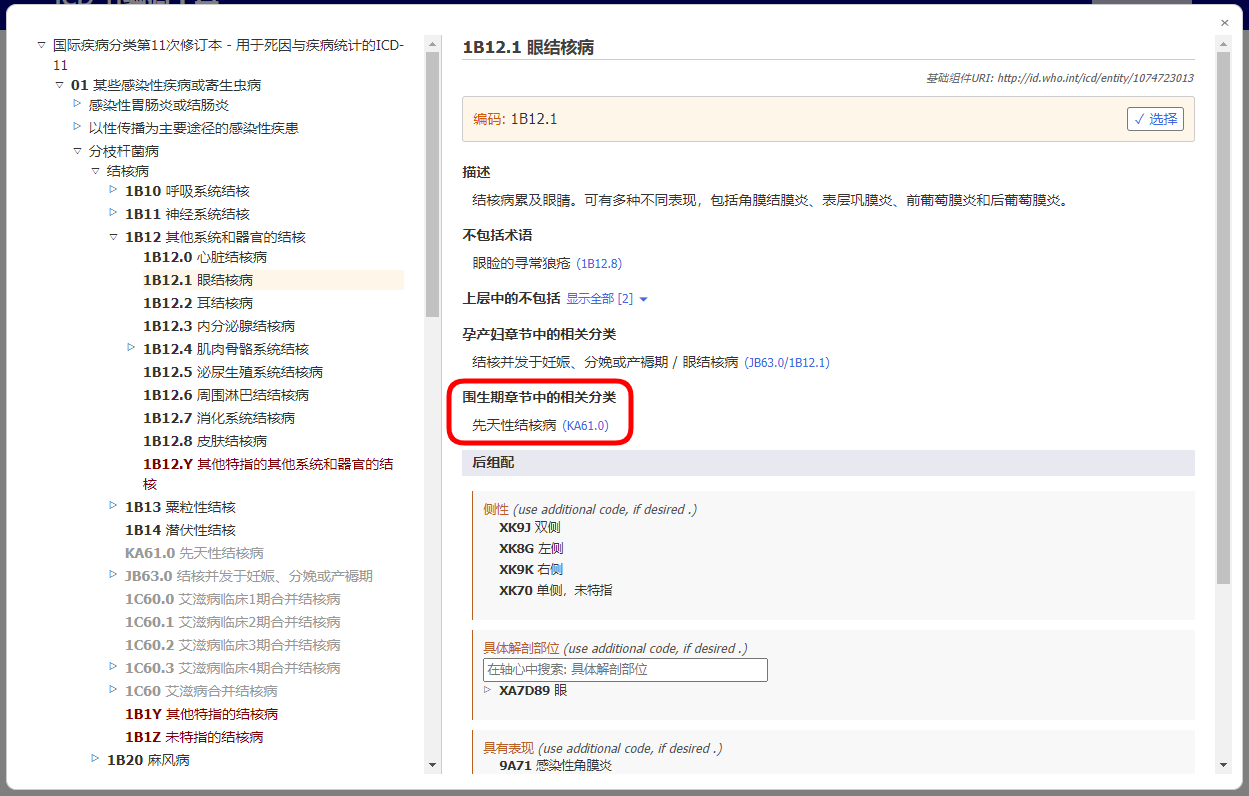 ×
国际疾病分类第11次修订本 - 用于死因与疾病统计的ICD-
11
01 某些感染性疾病或寄生虫病
感染性胃肠炎或结肠炎
以性传播为主要途径的感染性疾患
分枝杆菌病
结核病
1B10 呼吸系统结核
1B11 神经系统结核
1B12 其他系统和器官的结核
1B12.0 心脏结核病
1B12.1 眼结核病
1B12.2 耳结核病
1B12.3 内分泌腺结核病
1B12.4 肌肉骨骼系统结核
1B12.5 泌尿生殖系统结核病
1B12.6 周围淋巴结结核病
1B12.7 消化系统结核病
1B12.8 皮肤结核病
1B12.Y 其他特指的其他系统和器官的结
核
1B13 粟粒性结核
1B14 潜伏性结核
KA61.0 先天性结核病
JB63.0 结核并发于妊娠、分娩或产褥期
1C60.0 艾滋病临床1期合并结核病
1C60.1 艾滋病临床2期合并结核病
1C60.2 艾滋病临床3期合并结核病
1C60.3 艾滋病临床4期合并结核病
1C60 艾滋病合并结核病
1B1Y 其他特指的结核病
1B1Z 未特指的结核病
1B20 麻风病
1B12.1 眼结核病
基础组件URI: http://id.who.int/icd/entity/1074723013
编码: 1B12.1
✓ 选择
描述
结核病累及眼睛。可有多种不同表现，包括角膜结膜炎、表层巩膜炎、前葡萄膜炎和后葡萄膜炎。
不包括术语
眼睑的寻常狼疮 (1B12.8)
上层中的不包括 显示全部 [2]
孕产妇章节中的相关分类
结核并发于妊娠、分娩或产褥期 / 眼结核病 (JB63.0/1B12.1)
围生期章节中的相关分类
先天性结核病 (KA61.0)
后组配
侧性 (use additional code, if desired .)
XK9J 双侧
XK8G 左侧
XK9K 右侧
XK70 单侧，未特指
具体解剖部位 (use additional code, if desired .)
在轴心中搜索: 具体解剖部位
XA7D89 眼
具有表现 (use additional code, if desired .)
9A71 感染性角膜炎